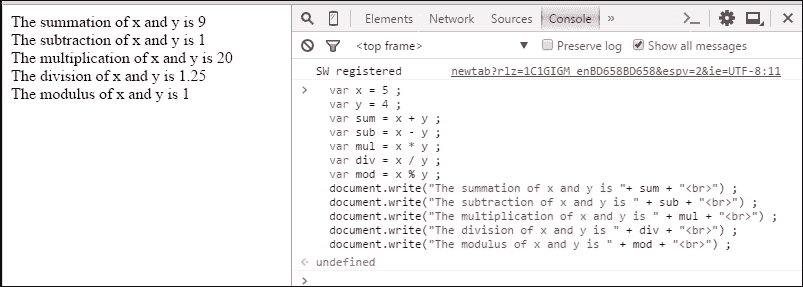 The summation of x and y is 9
The subtraction of x and y is 1
The multiplication of x and y is 20
The division of x and y is 1.25
The modulus of x and y is 1
Elements Network Sources Console »
<top frame> Preserve log Show all messages
SW registered newtab?rlz=1C1GIGM_enBD658BD658&espv=2&ie=UTF-8:11
> var x = 5 ;
var y = 4 ;
var sum = x + y ;
var sub = x - y ;
var mul = x * y ;
var div = x / y ;
var mod = x % y ;
document.write("The summation of x and y is "+ sum + "<br>") ;
document.write("The subtraction of x and y is " + sub + "<br>") ;
document.write("The multiplication of x and y is " + mul + "<br>") ;
document.write("The division of x and y is " + div + "<br>") ;
document.write("The modulus of x and y is " + mod + "<br>") ;
undefined
>